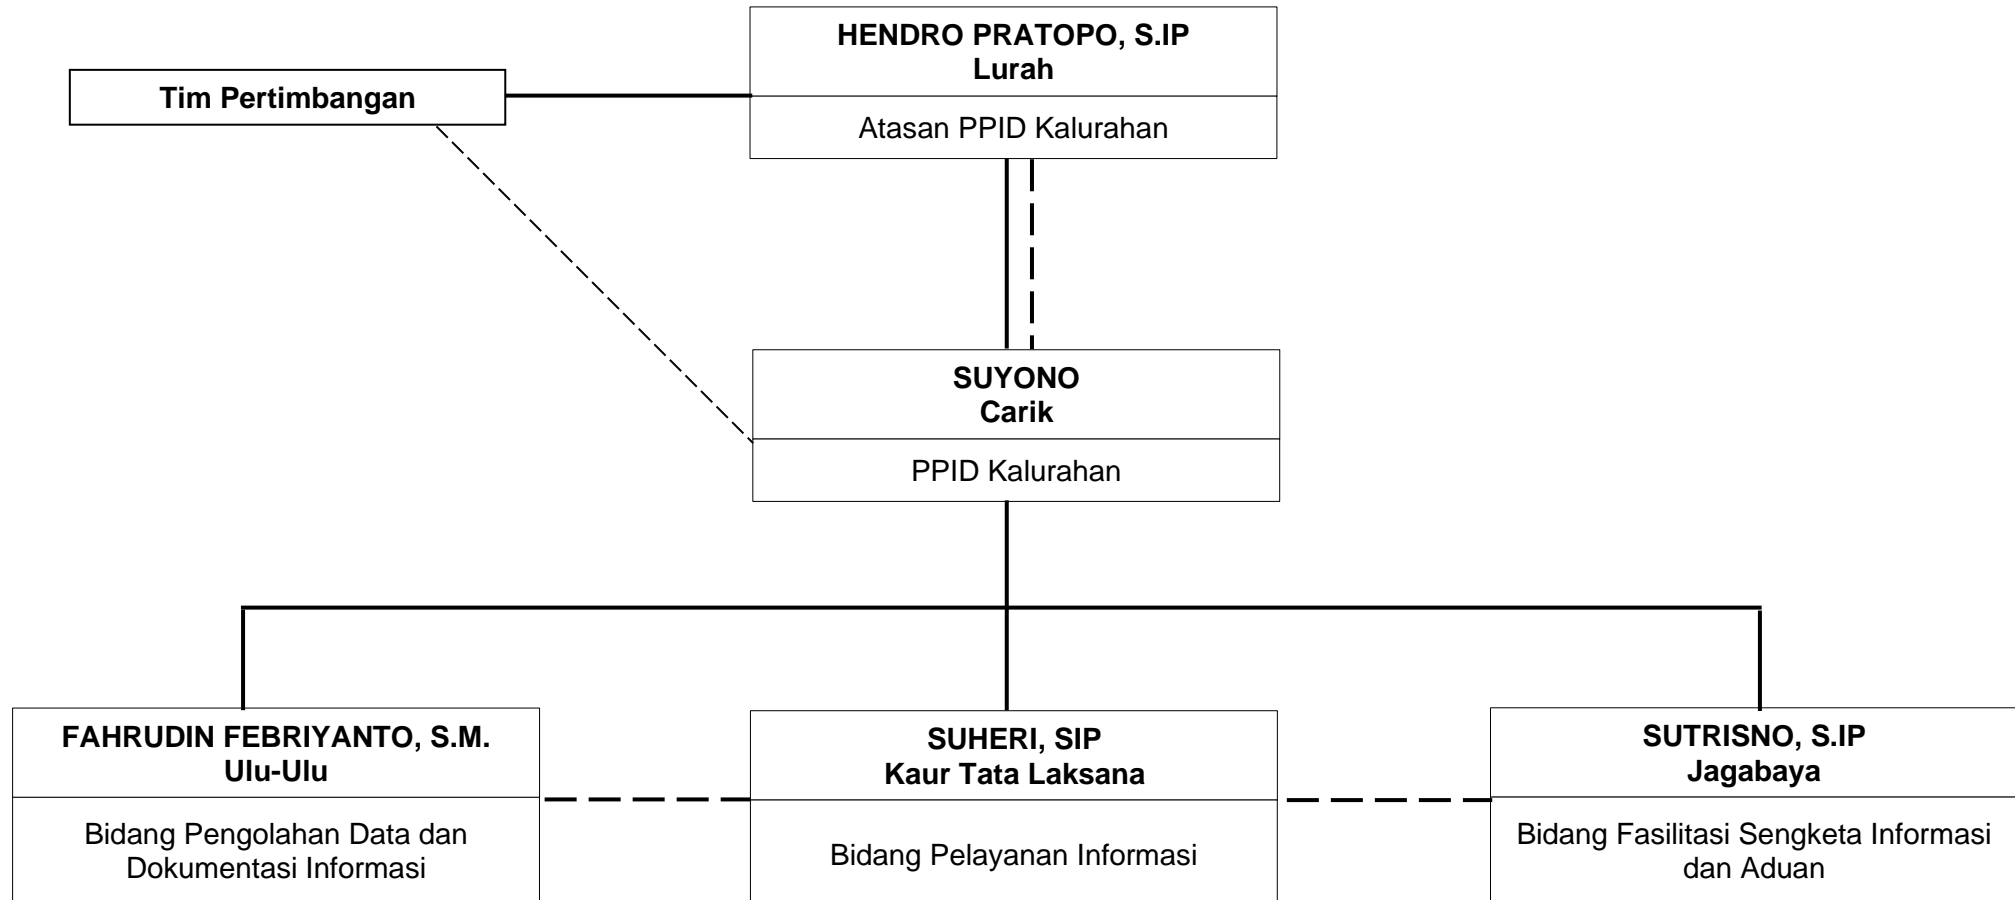 HENDRO PRATOPO, S.IP
Lurah
Atasan PPID Kalurahan
Tim Pertimbangan
SUYONO
Carik
PPID Kalurahan
FAHRUDIN FEBRIYANTO, S.M.
Ulu-Ulu
Bidang Pengolahan Data dan
Dokumentasi Informasi
SUHERI, SIP
Kaur Tata Laksana
Bidang Pelayanan Informasi
SUTRISNO, S.IP
Jagabaya
Bidang Fasilitasi Sengketa Informasi
dan Aduan